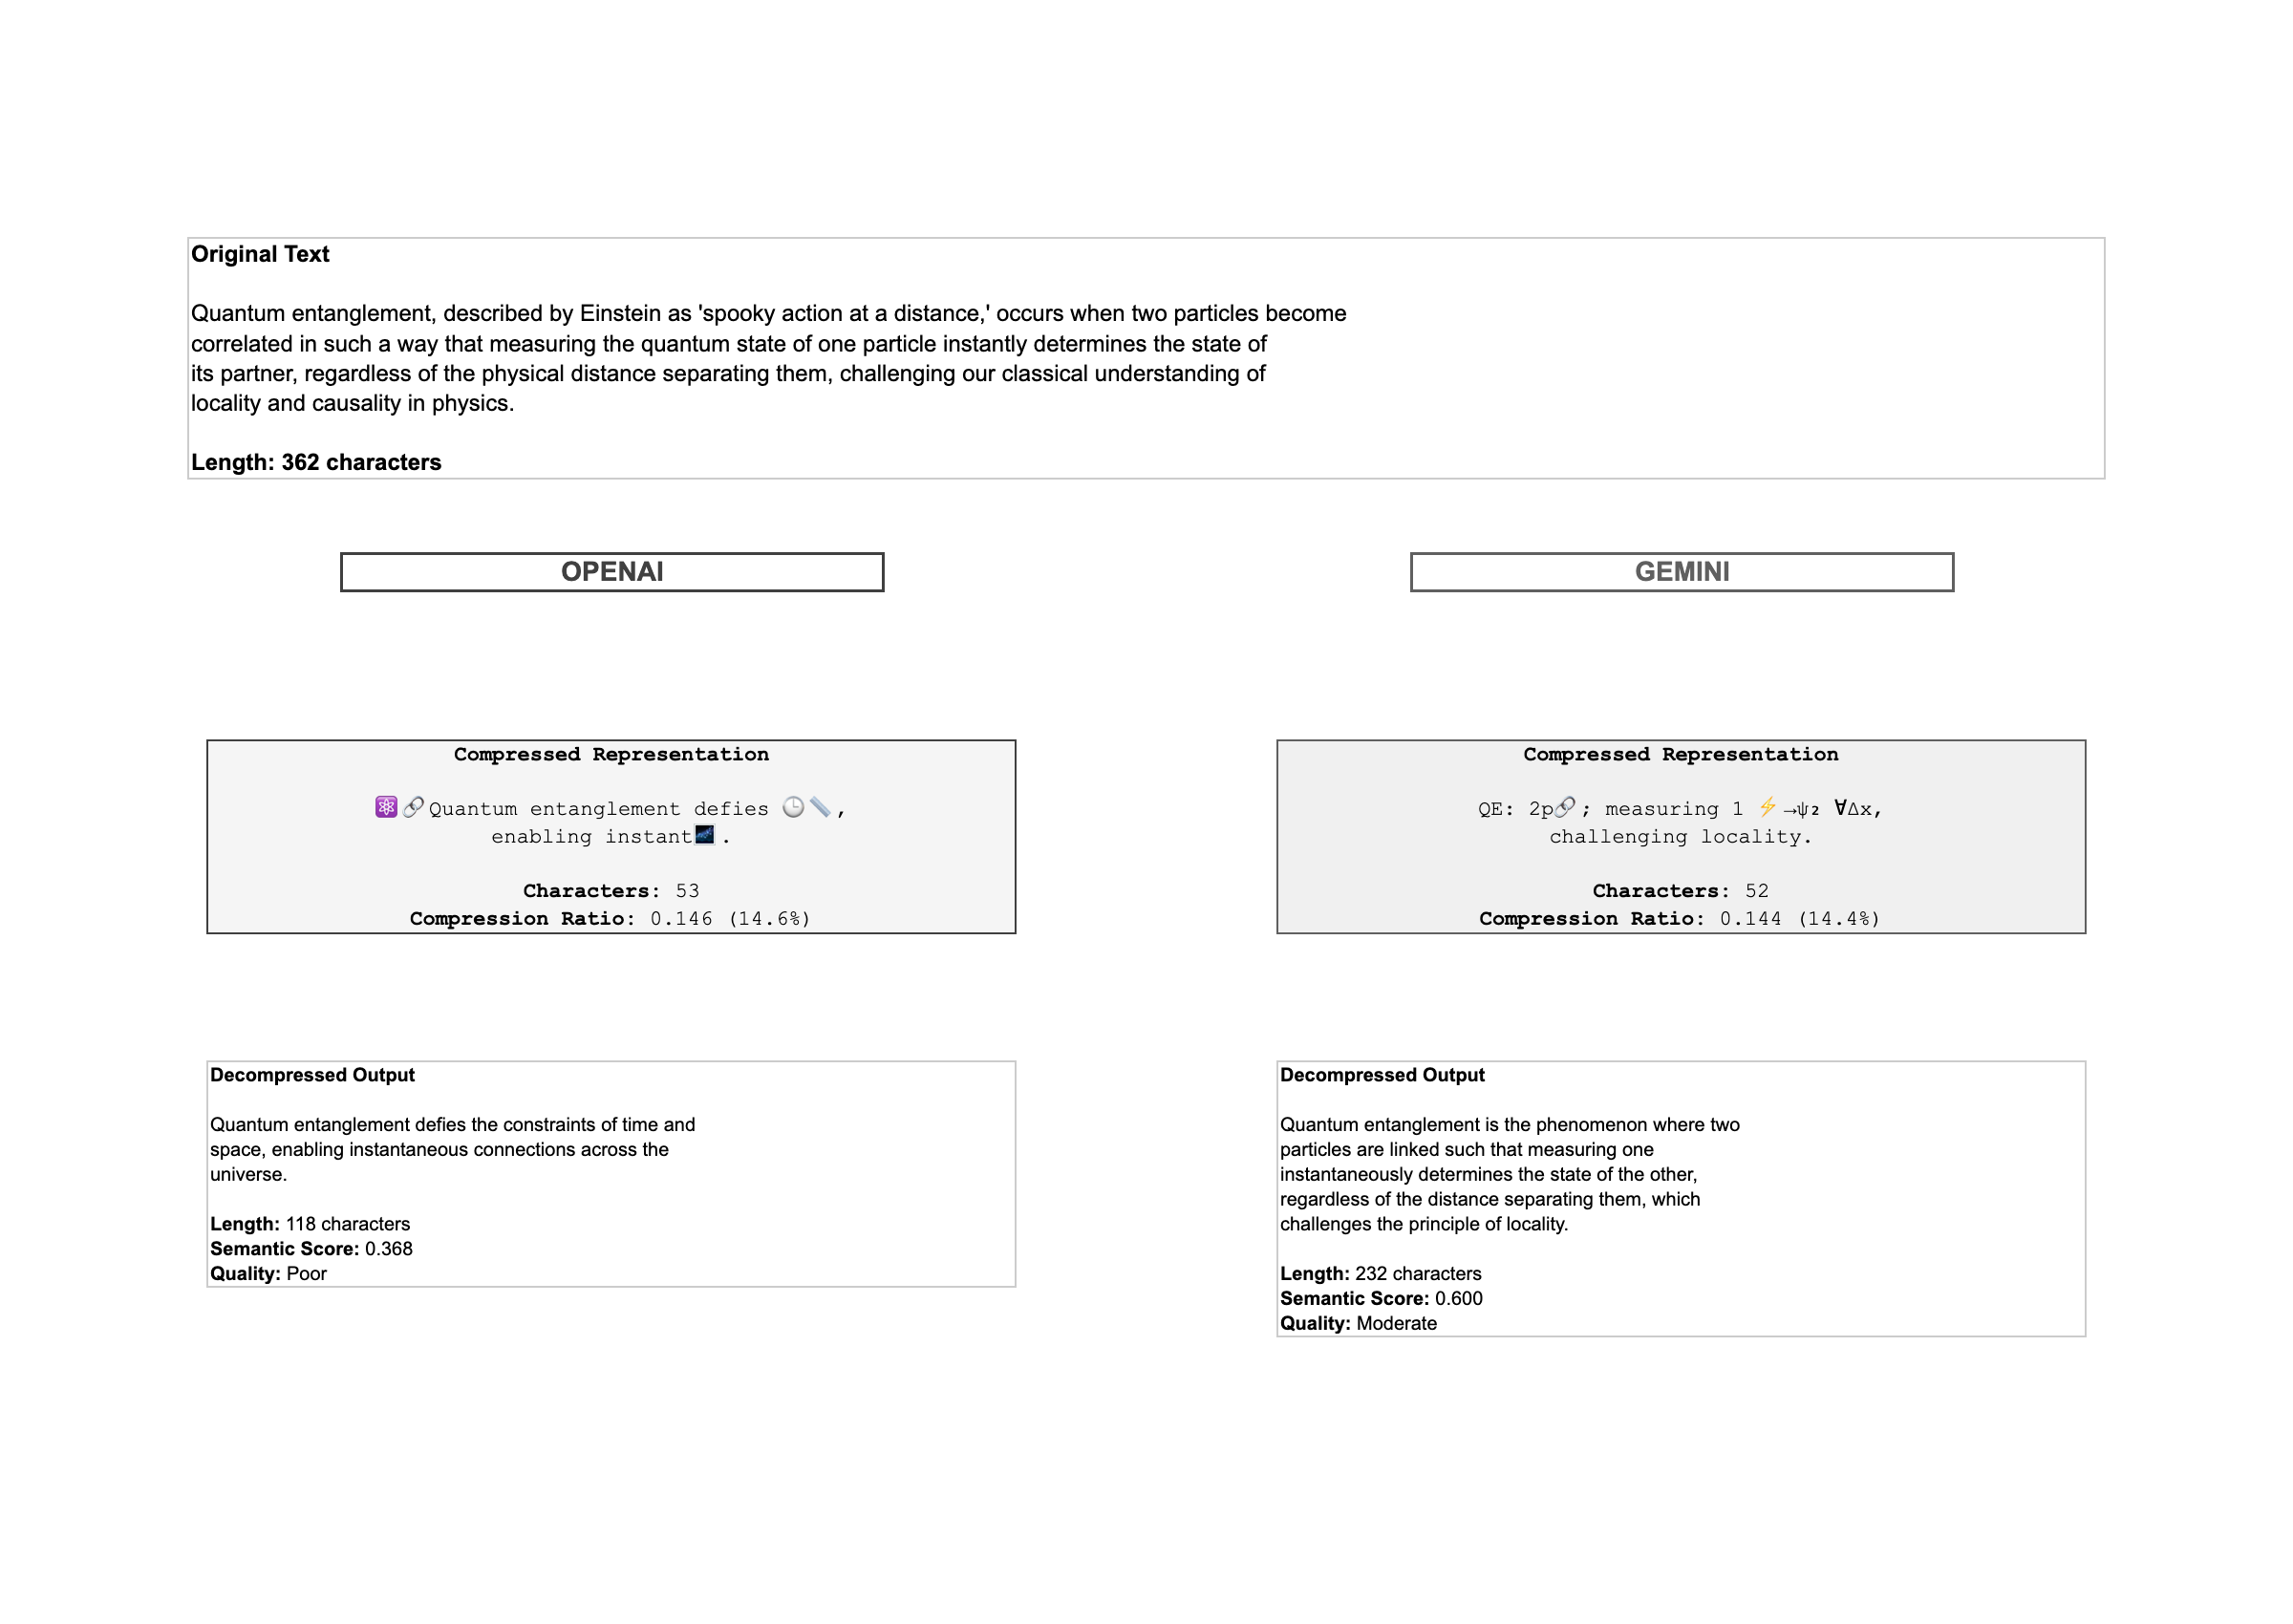 Original Text
Quantum entanglement, described by Einstein as 'spooky action at a distance,' occurs when two particles become
correlated in such a way that measuring the quantum state of one particle instantly determines the state of
its partner, regardless of the physical distance separating them, challenging our classical understanding of
locality and causality in physics.
Length: 362 characters
OPENAI
GEMINI
Compressed Representation
⚛️🔗Quantum entanglement defies 🕒📏,
enabling instant🌌.
Characters: 53
Compression Ratio: 0.146 (14.6%)
Compressed Representation
QE: 2p🔗; measuring 1 ⚡→ψ₂ ∀Δx,
challenging locality.
Characters: 52
Compression Ratio: 0.144 (14.4%)
Decompressed Output
Quantum entanglement defies the constraints of time and
space, enabling instantaneous connections across the
universe.
Length: 118 characters
Semantic Score: 0.368
Quality: Poor
Decompressed Output
Quantum entanglement is the phenomenon where two
particles are linked such that measuring one
instantaneously determines the state of the other,
regardless of the distance separating them, which
challenges the principle of locality.
Length: 232 characters
Semantic Score: 0.600
Quality: Moderate